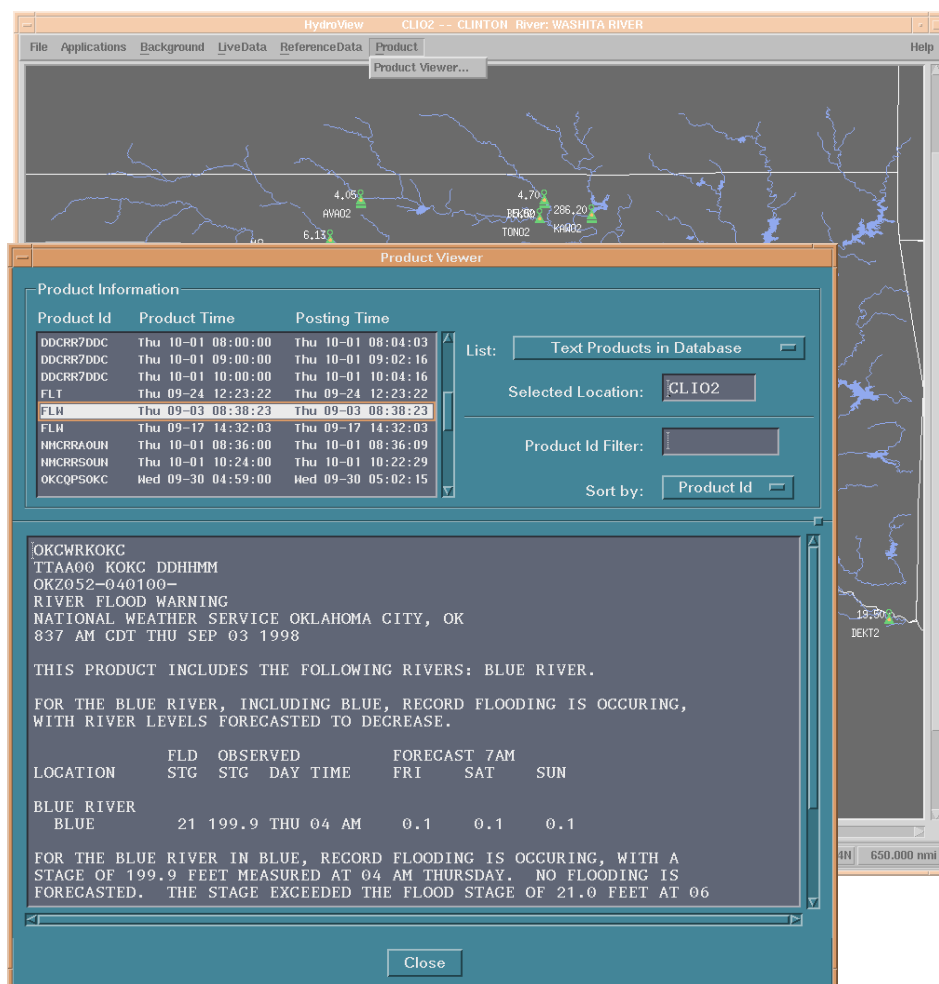 HydroView CLIO2 -- CLINTON River: WASHITA RIVER
File Applications Background LiveData ReferenceData Product Help
Product Viewer...
4.05
AVAO2
4.70
286.20
TONO2
KAWO2
6.13
Product Viewer
Product Information
Product Id Product Time Posting Time
DDCRR7DDC Thu 10-01 08:00:00 Thu 10-01 08:04:03
DDCRR7DDC Thu 10-01 09:00:00 Thu 10-01 09:02:16
DDCRR7DDC Thu 10-01 10:00:00 Thu 10-01 10:04:16
FLT Thu 09-24 12:23:22 Thu 09-24 12:23:22
FLW Thu 09-03 08:38:23 Thu 09-03 08:38:23
FLW Thu 09-17 14:32:03 Thu 09-17 14:32:03
NMCRRAOUN Thu 10-01 08:36:00 Thu 10-01 08:36:09
NMCRRSOUN Thu 10-01 10:24:00 Thu 10-01 10:22:29
OKCQPSOKC Wed 09-30 04:59:00 Wed 09-30 05:02:15
List: Text Products in Database
Selected Location: CLIO2
Product Id Filter:
Sort by: Product Id
OKCWRKOKC
TTAA00 KOKC DDHHMM
OKZ052-040100-
RIVER FLOOD WARNING
NATIONAL WEATHER SERVICE OKLAHOMA CITY, OK
837 AM CDT THU SEP 03 1998
THIS PRODUCT INCLUDES THE FOLLOWING RIVERS: BLUE RIVER.
FOR THE BLUE RIVER, INCLUDING BLUE, RECORD FLOODING IS OCCURING,
WITH RIVER LEVELS FORECASTED TO DECREASE.
FLD OBSERVED FORECAST 7AM
LOCATION STG STG DAY TIME FRI SAT SUN
BLUE RIVER
BLUE 21 199.9 THU 04 AM 0.1 0.1 0.1
FOR THE BLUE RIVER IN BLUE, RECORD FLOODING IS OCCURING, WITH A
STAGE OF 199.9 FEET MEASURED AT 04 AM THURSDAY. NO FLOODING IS
FORECASTED. THE STAGE EXCEEDED THE FLOOD STAGE OF 21.0 FEET AT 06
Close
19.50
DEKT2
4N 650.000 nmi